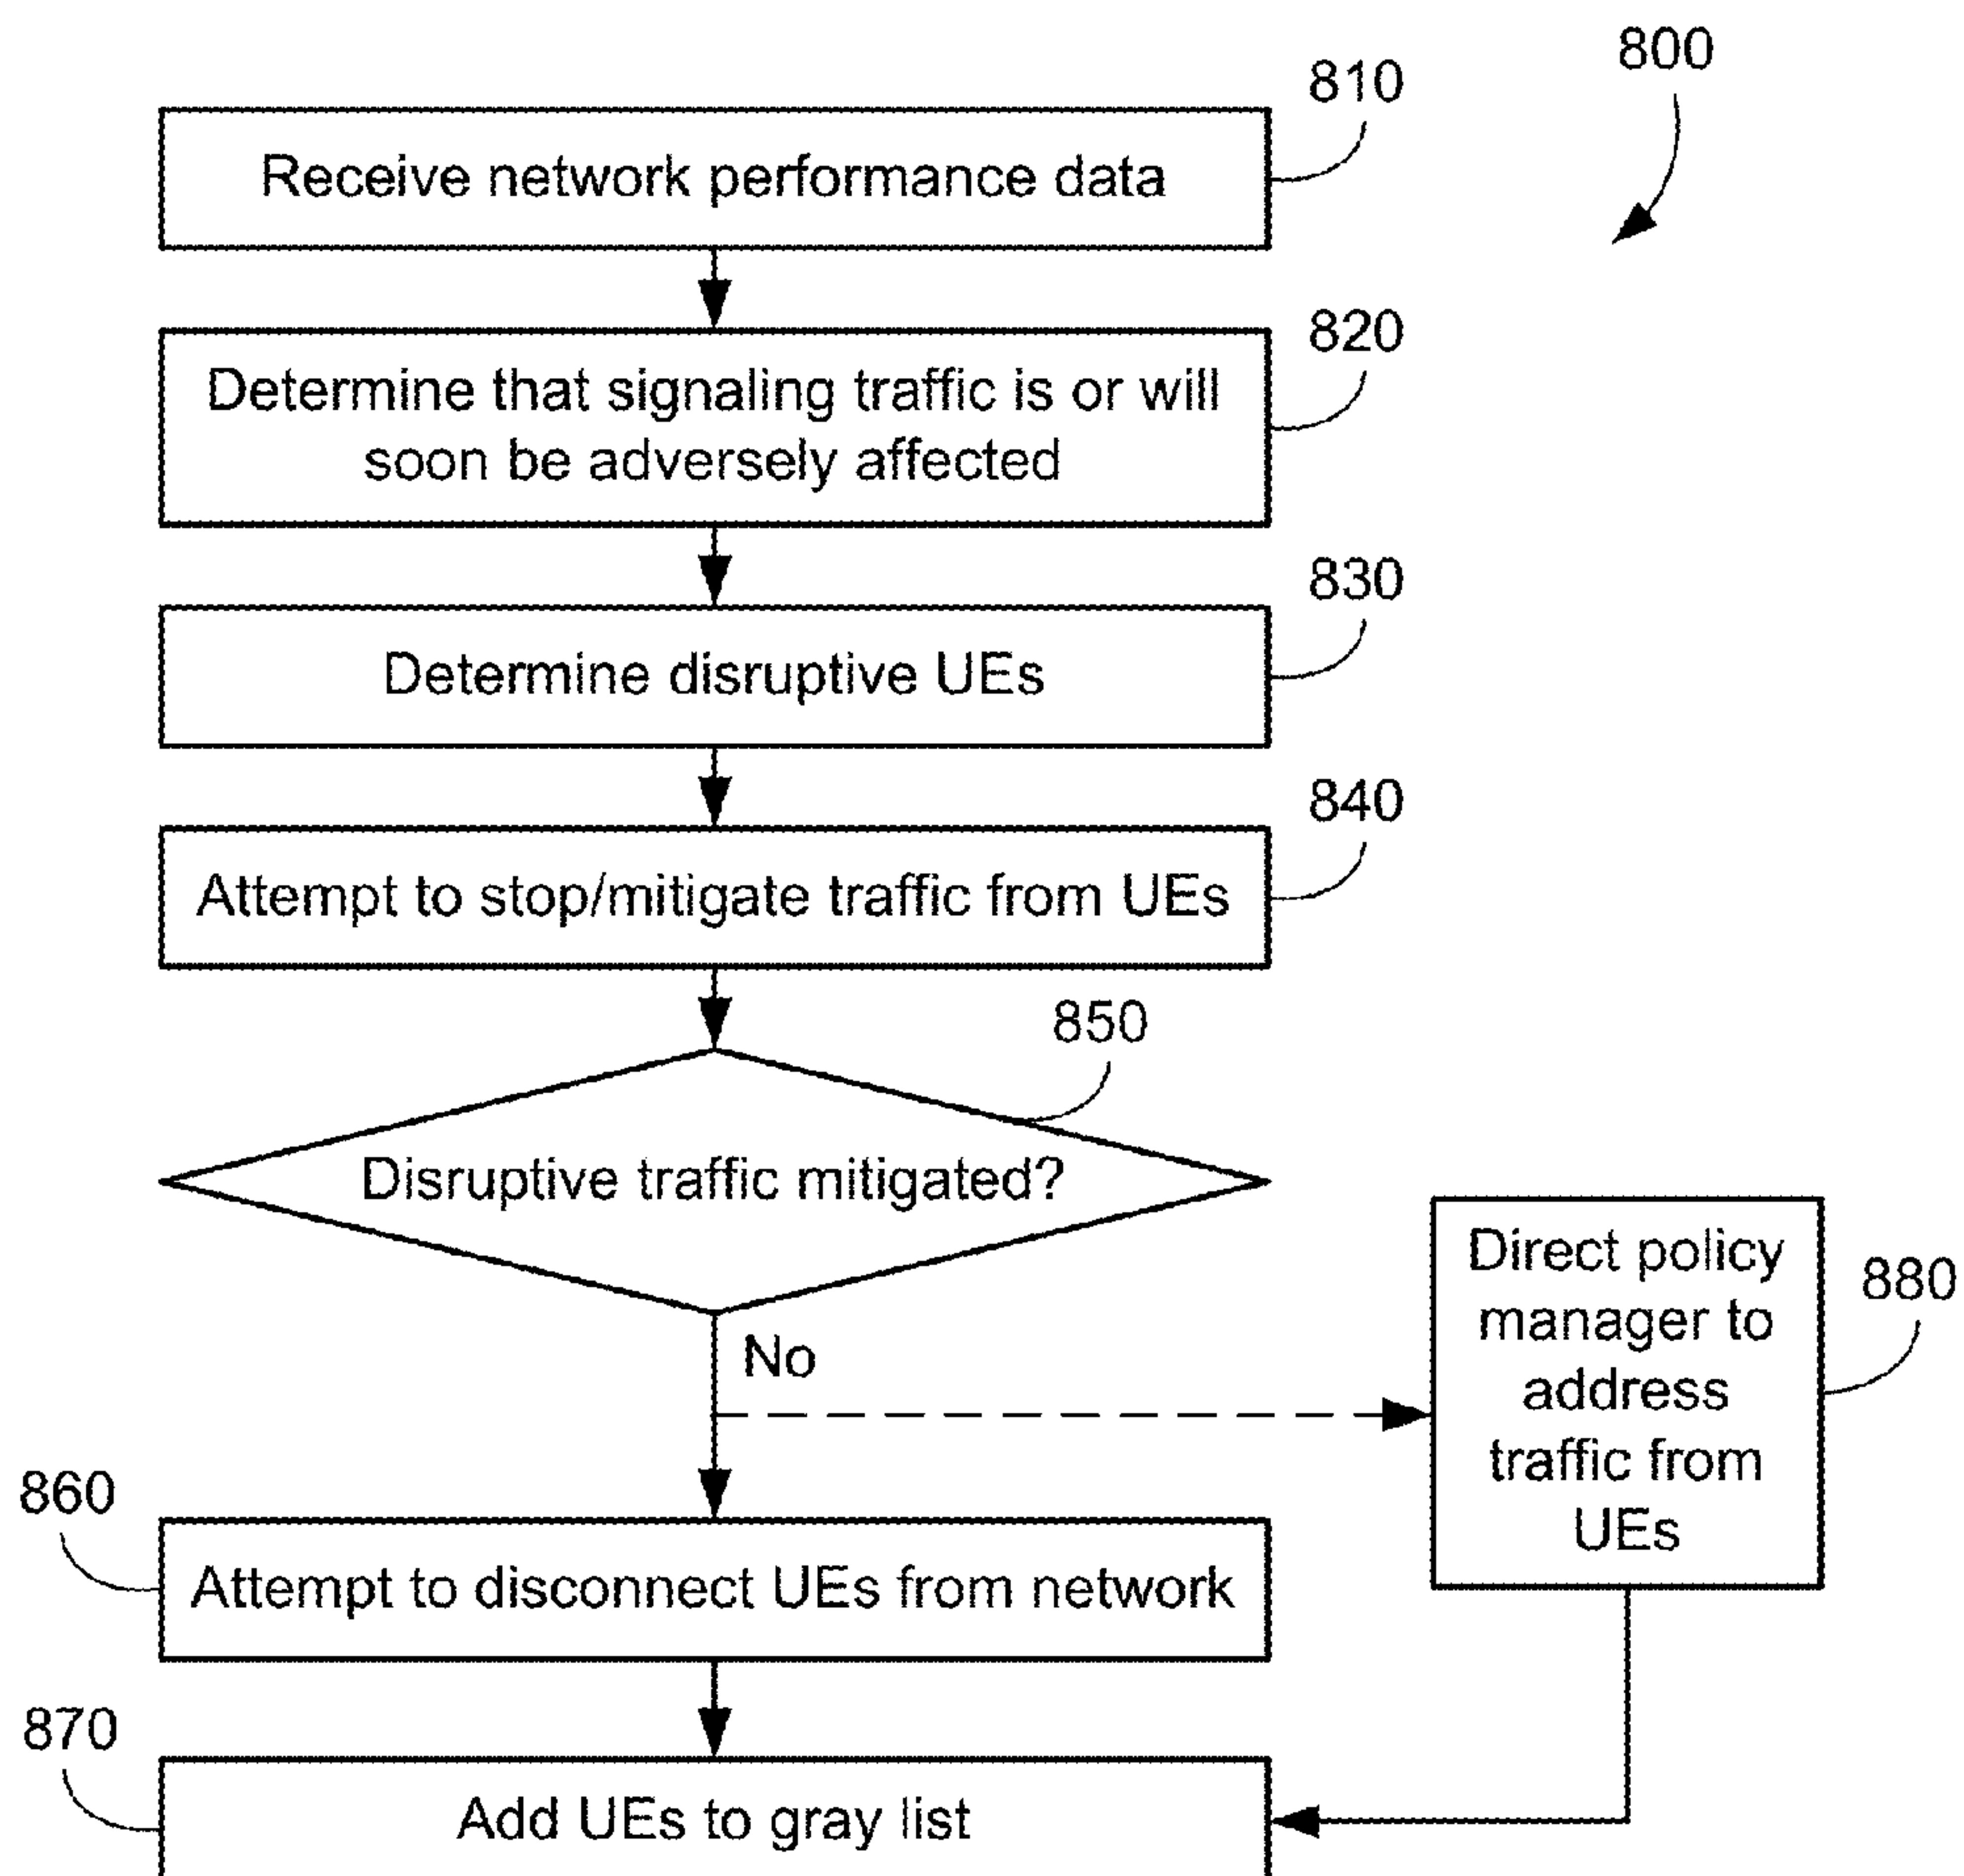 800
810
Receive network performance data
820
Determine that signaling traffic is or will
soon be adversely affected
830
Determine disruptive UEs
840
Attempt to stop/mitigate traffic from UEs
850
Disruptive traffic mitigated?
No
880
Direct policy
manager to
address
traffic from
UEs
860
Attempt to disconnect UEs from network
870
Add UEs to gray list